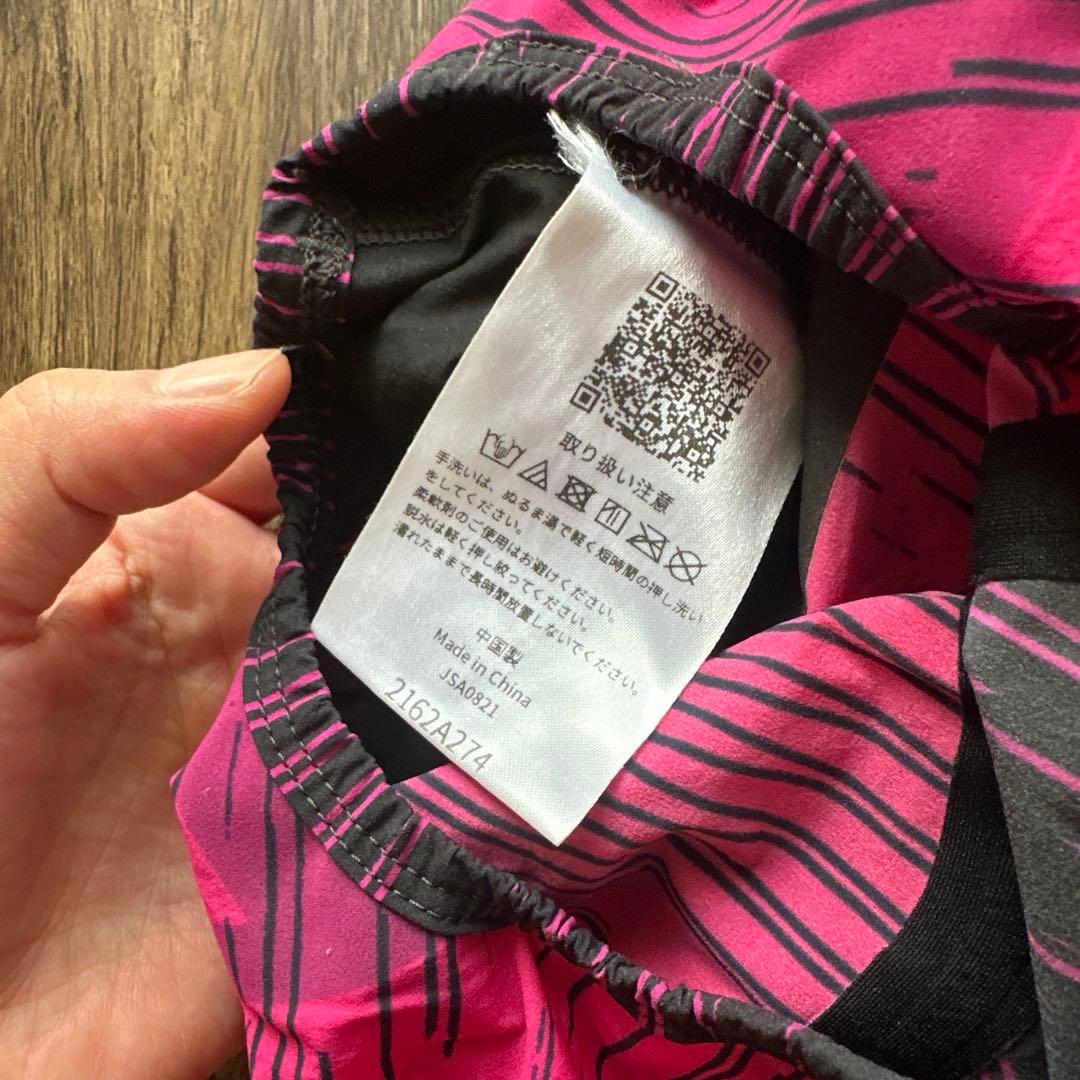 取り扱い注意
手洗いは、ぬるま湯で軽く短時間の押し洗い
をしてください。
柔軟剤のご使用はお避けください。
脱水は軽く押し絞ってください。
濡れたまま長時間放置しないでください。
中国製
Made in China
JSA0821
2162A274